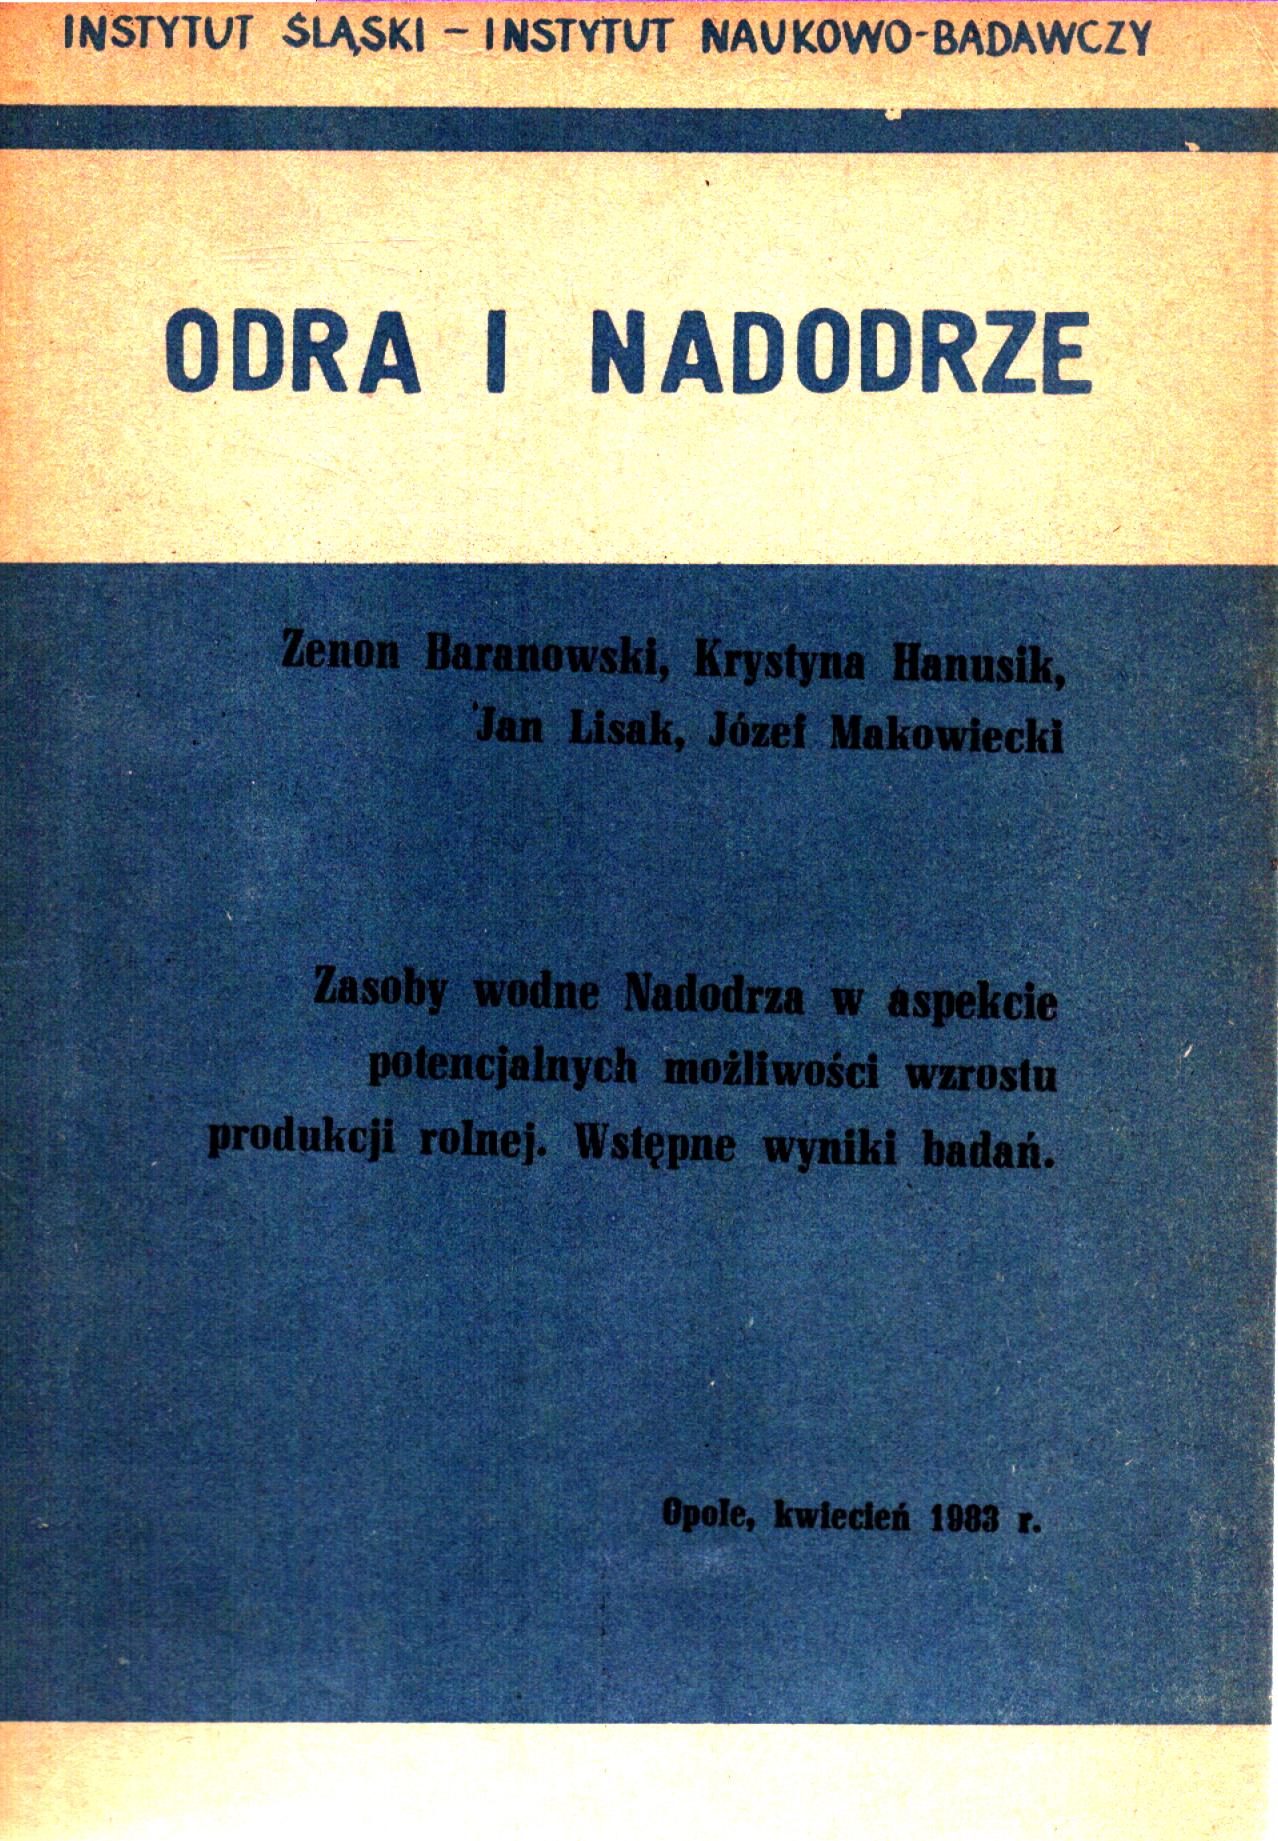 INSTYTUT ŚLĄSKI – INSTYTUT NAUKOWO-BADAWCZY
ODRA I NADODRZE
Zenon Baranowski, Krystyna Hanusik,
Jan Lisak, Józef Makowiecki
Zasoby wodne Nadodrza w aspekcie
potencjalnych możliwości wzrostu
produkcji rolnej. Wstępne wyniki badań.
Opole, kwiecień 1983 r.